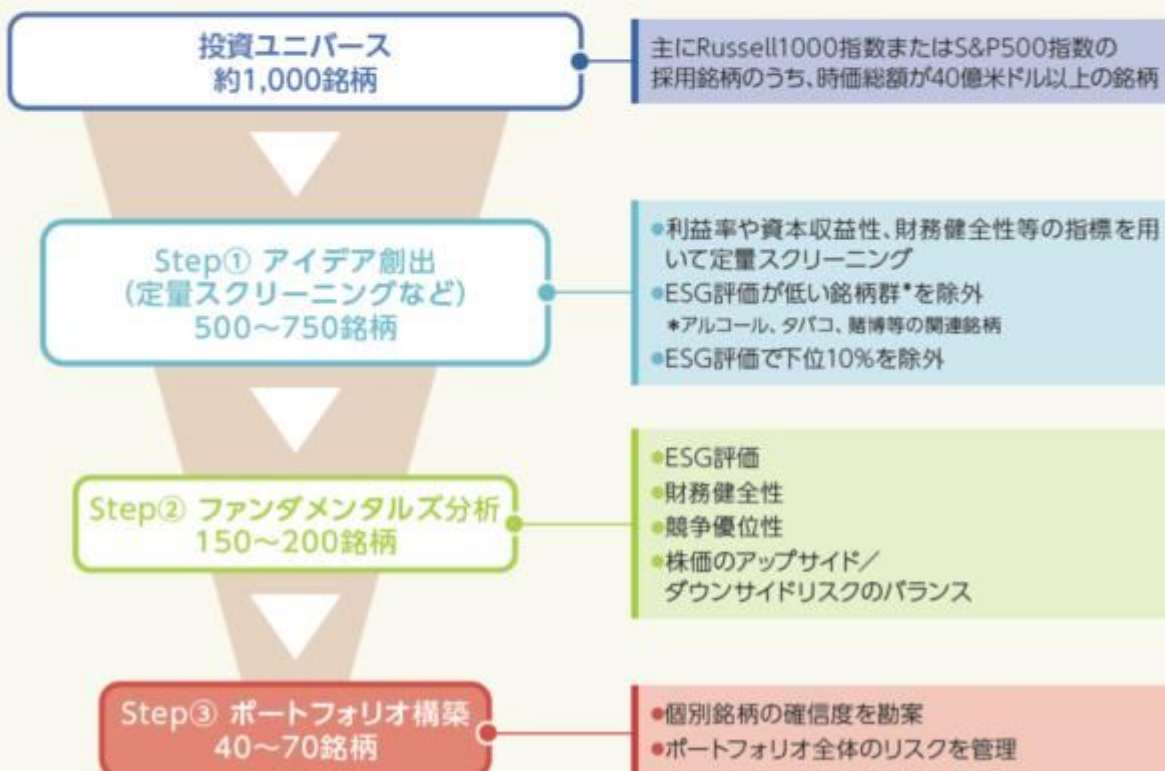 投資ユニバース
約1,000銘柄
主にRussell1000指数またはS&P500指数の
採用銘柄のうち、時価総額が40億米ドル以上の銘柄
Step① アイデア創出
(定量スクリーニングなど)
500〜750銘柄
●利益率や資本収益性、財務健全性等の指標を用
いて定量スクリーニング
●ESG評価が低い銘柄群*を除外
*アルコール、タバコ、賭博等の関連銘柄
●ESG評価で下位10%を除外
Step② ファンダメンタルズ分析
150〜200銘柄
●ESG評価
●財務健全性
●競争優位性
●株価のアップサイド/
ダウンサイドリスクのバランス
Step③ ポートフォリオ構築
40〜70銘柄
●個別銘柄の確信度を勘案
●ポートフォリオ全体のリスクを管理